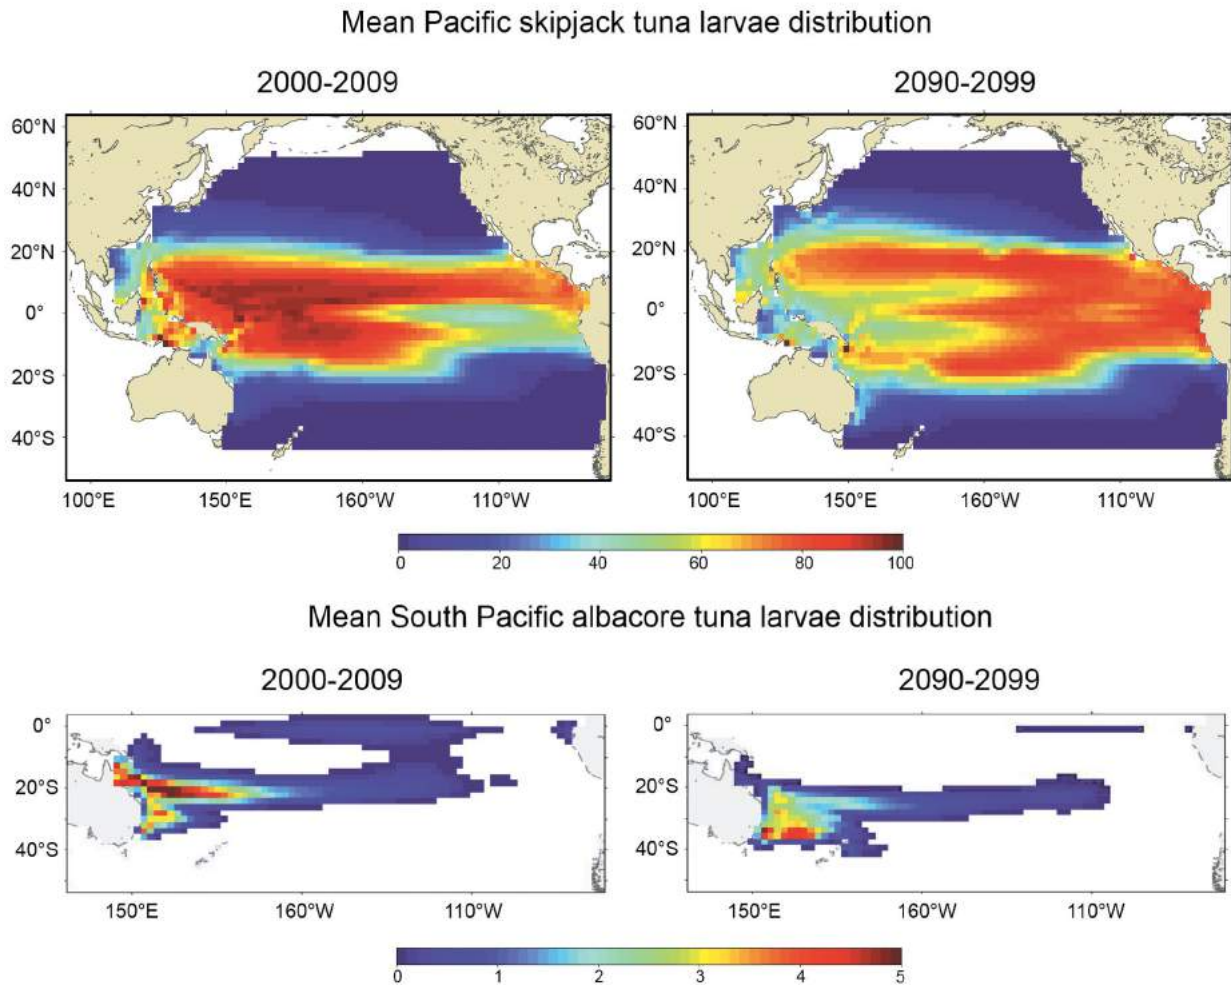 Mean Pacific skipjack tuna larvae distribution
2000-2009
2090-2099
60°N
40°N
20°N
0°
20°S
40°S
100°E 150°E 160°W 110°W
60°N
40°N
20°N
0°
20°S
40°S
100°E 150°E 160°W 110°W
0 20 40 60 80 100
Mean South Pacific albacore tuna larvae distribution
2000-2009
2090-2099
0°
20°S
40°S
150°E 160°W 110°W
0°
20°S
40°S
150°E 160°W 110°W
0 1 2 3 4 5